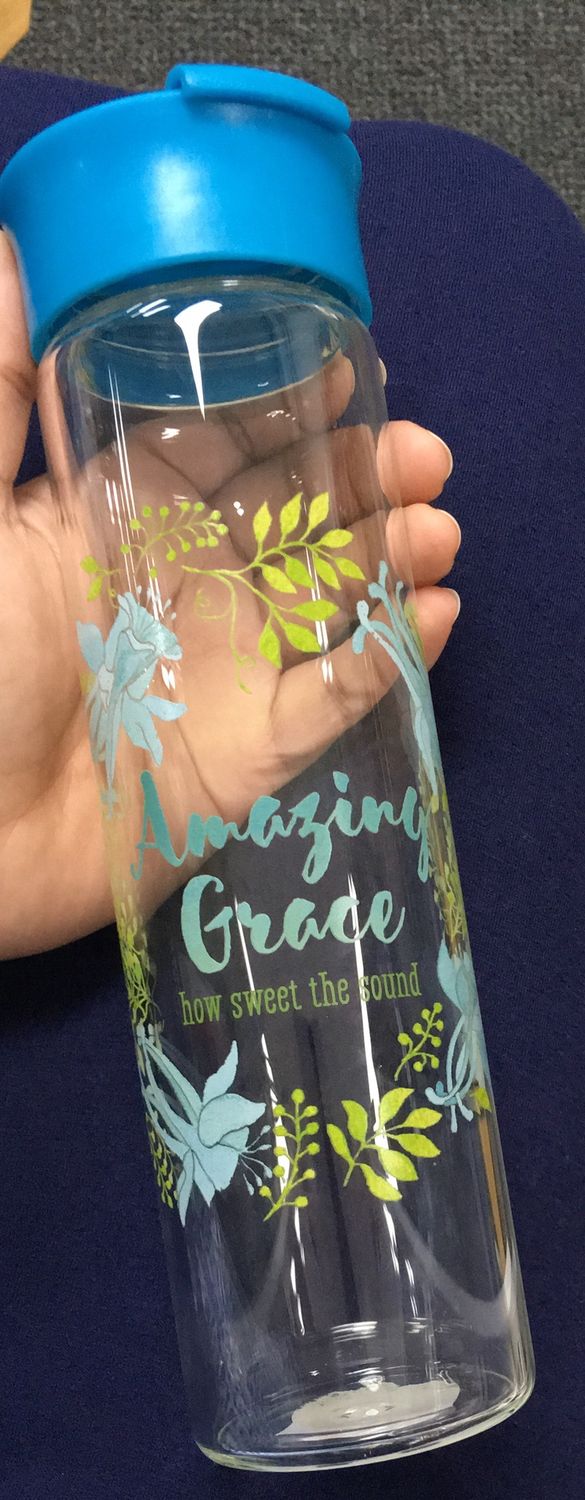 Amazing
Grace
how sweet the sound